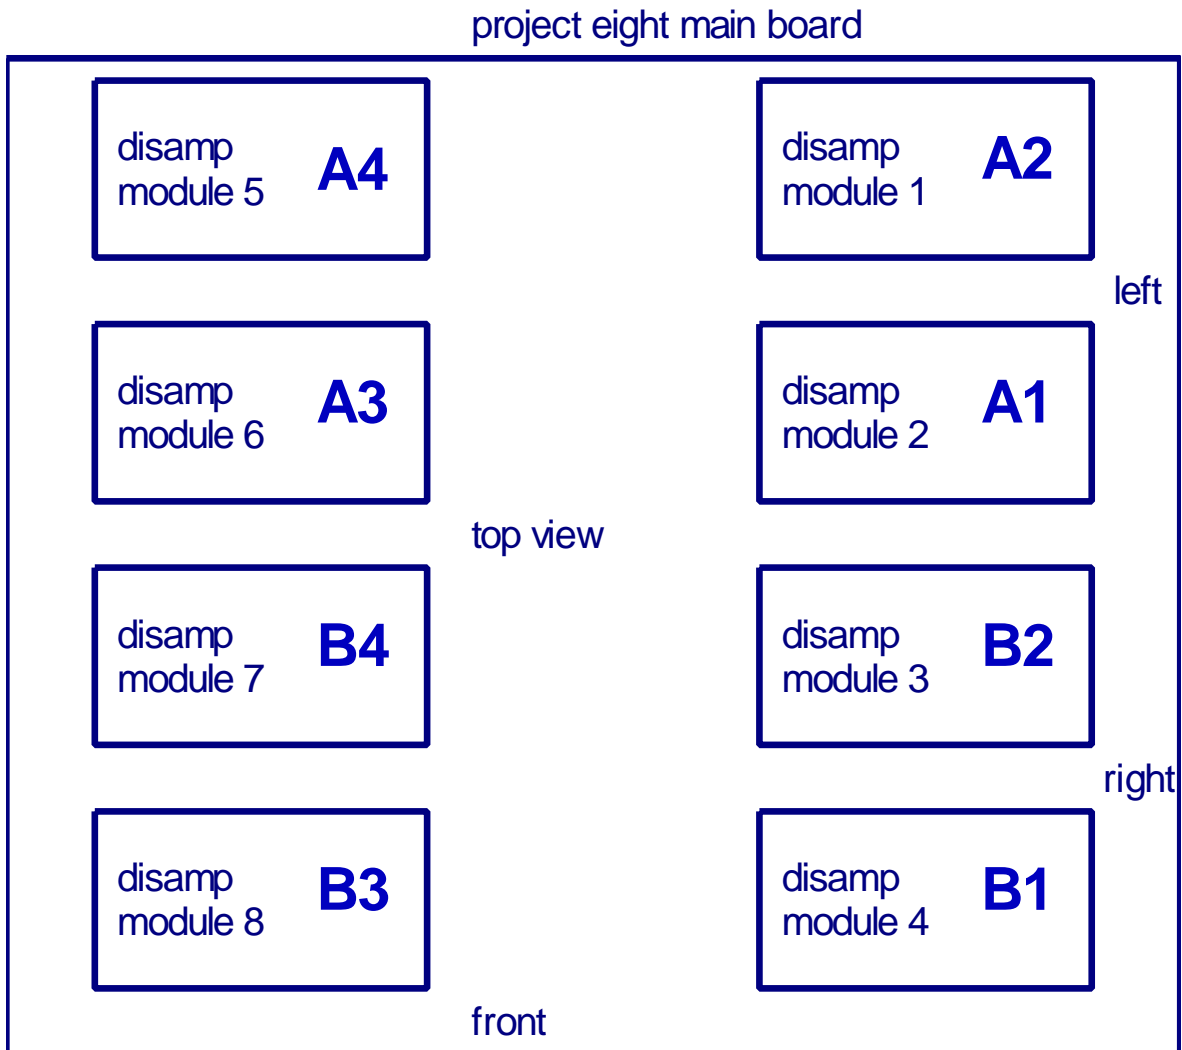 project eight main board
disamp
module 5
A4
disamp
module 1
A2
left
disamp
module 6
A3
disamp
module 2
A1
top view
disamp
module 7
B4
disamp
module 3
B2
right
disamp
module 8
B3
disamp
module 4
B1
front